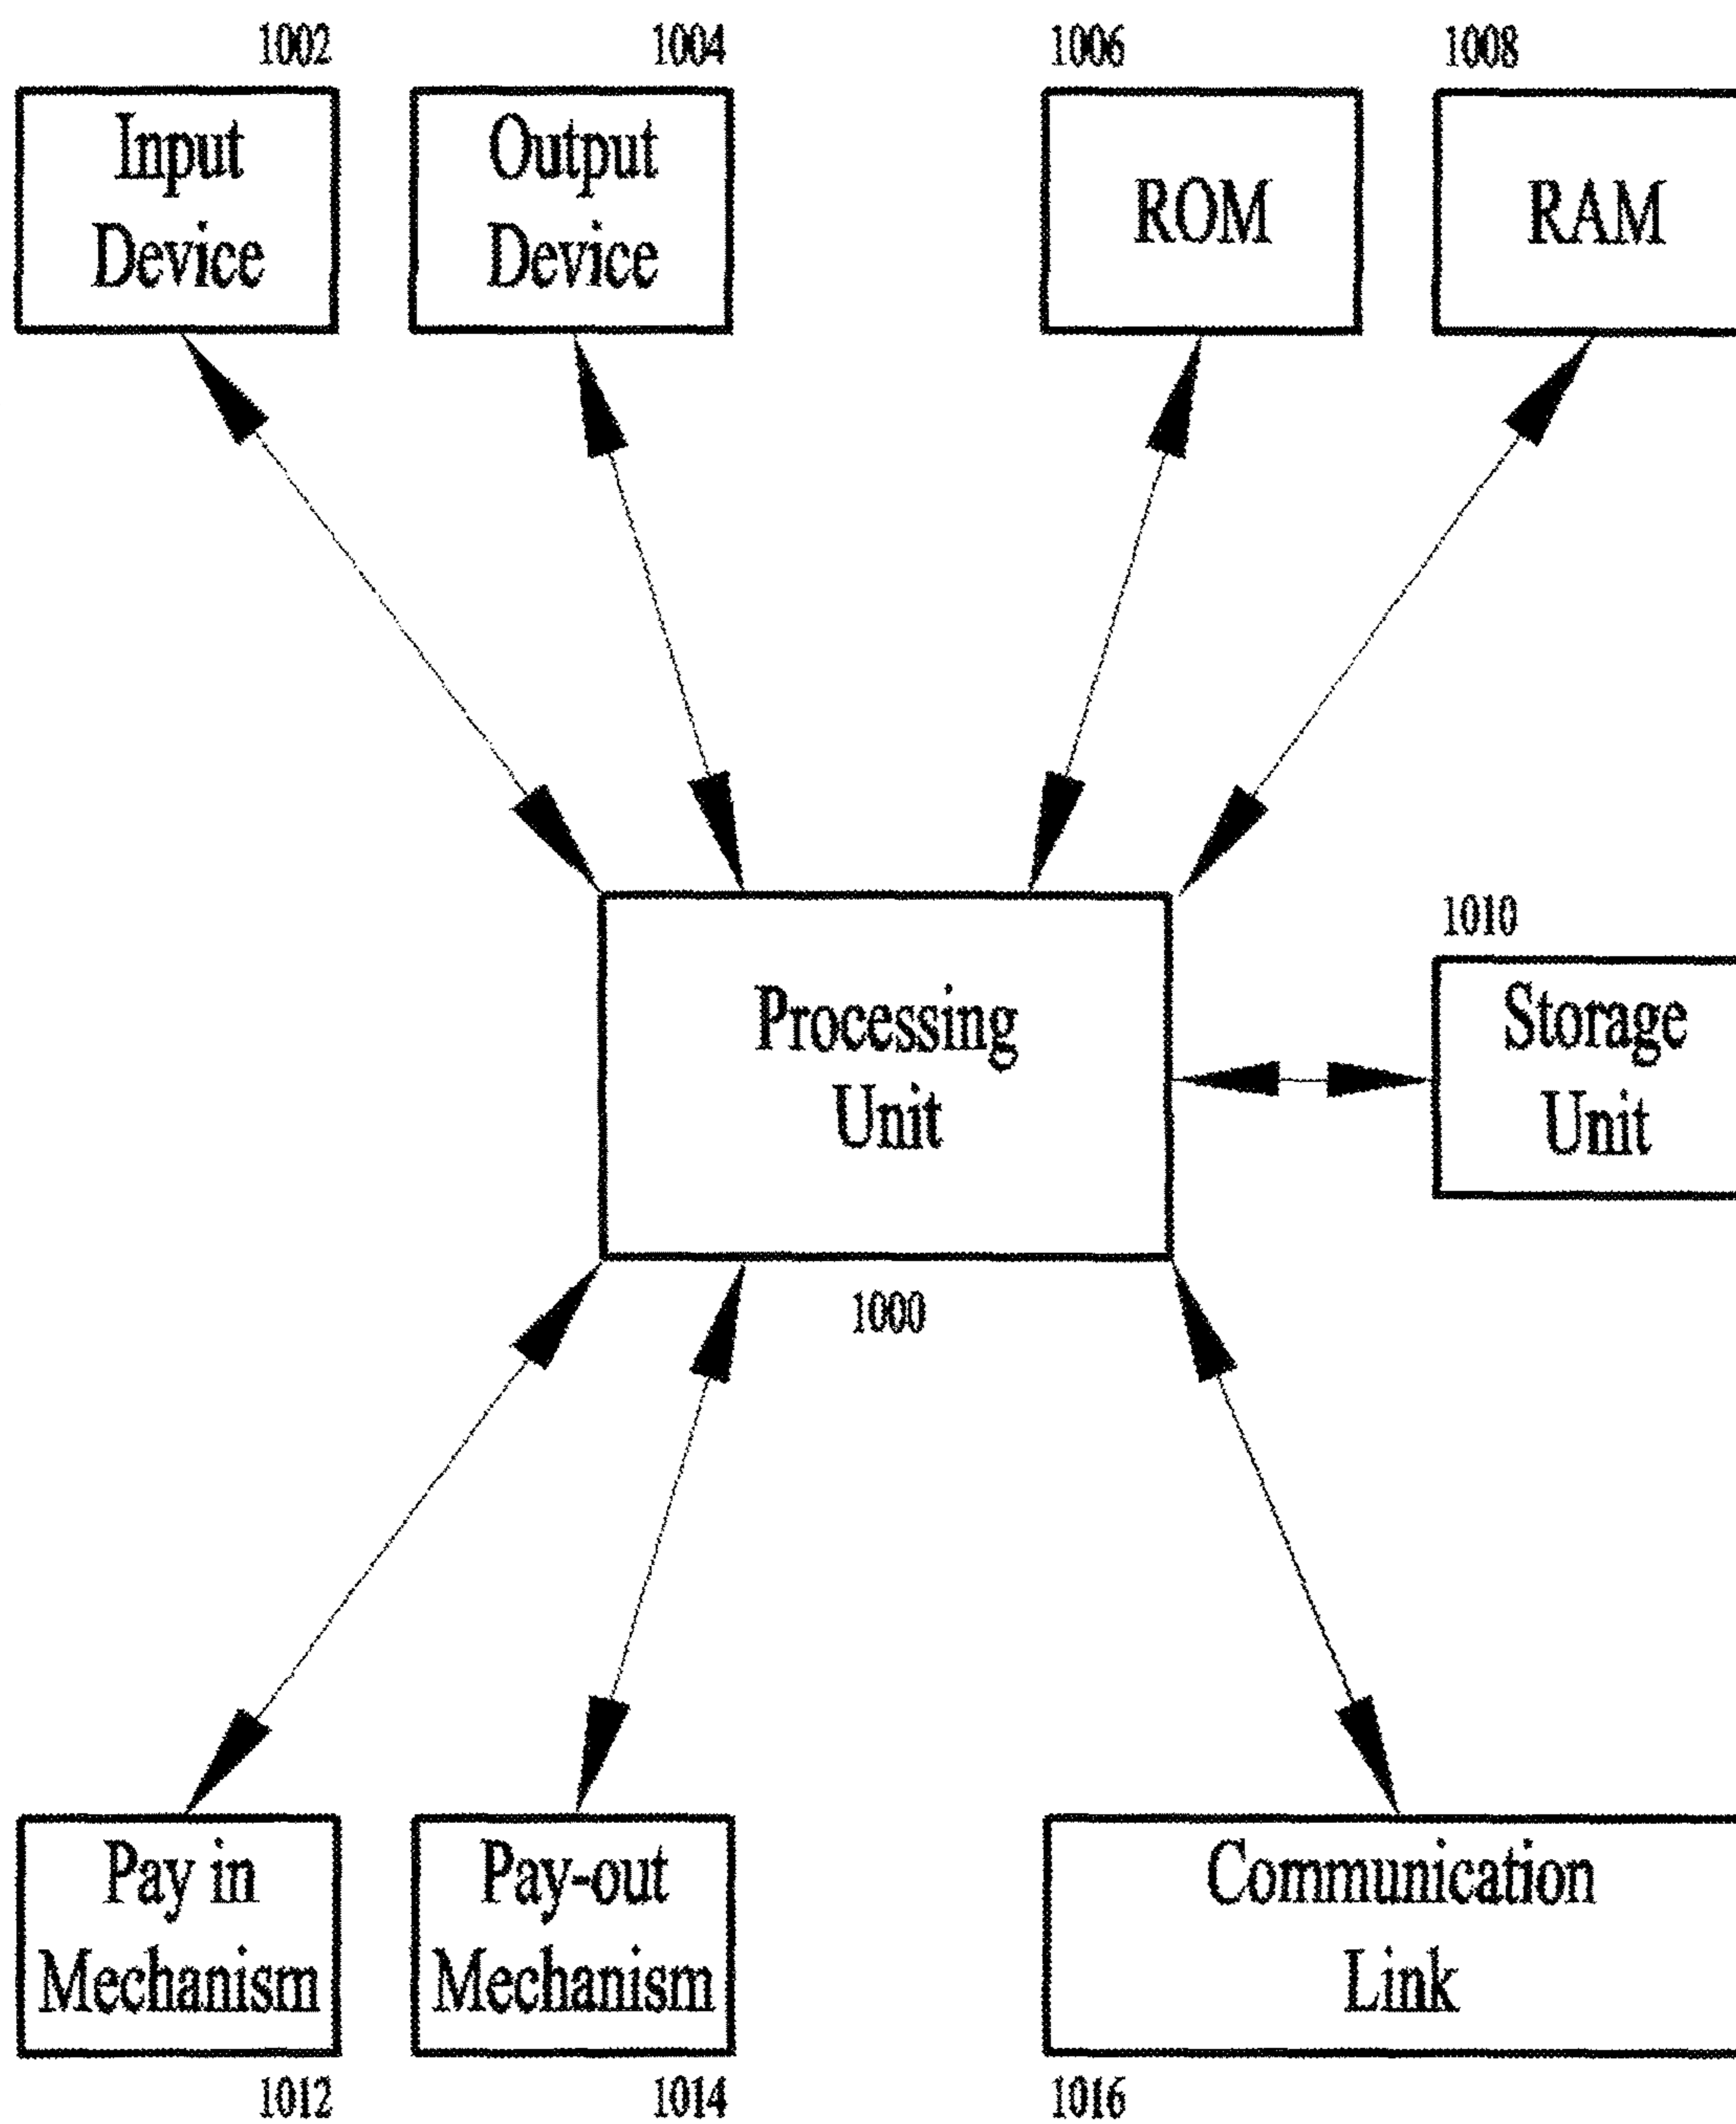 1002
Input
Device
1004
Output
Device
1006
ROM
1008
RAM
Processing
Unit
1000
1010
Storage
Unit
Pay in
Mechanism
1012
Pay-out
Mechanism
1014
Communication
Link
1016